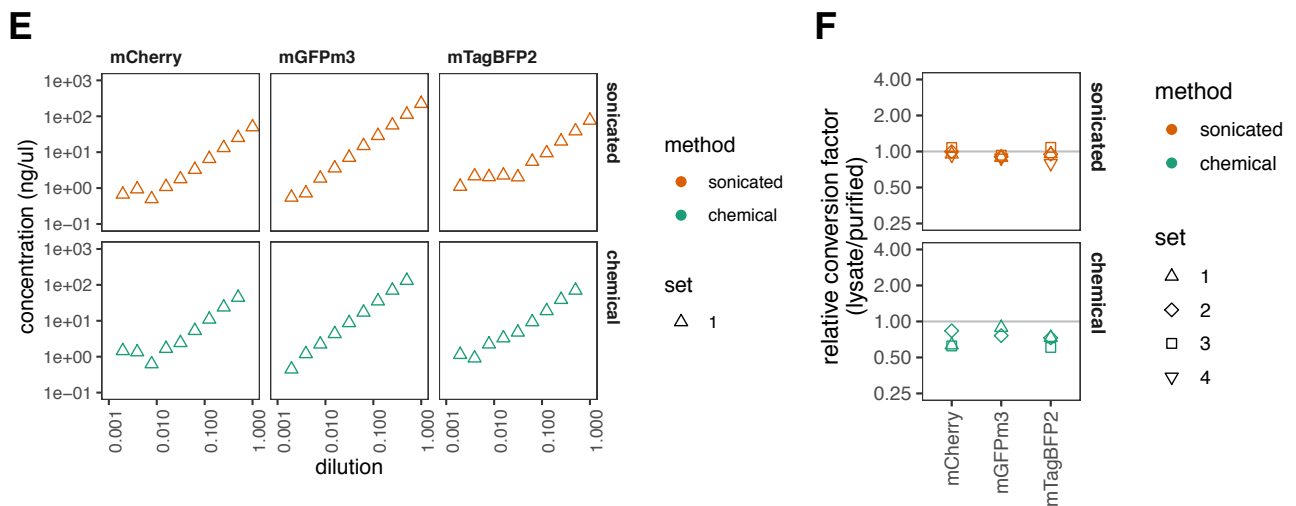 E
mCherry
mGFPm3
mTagBFP2
concentration (ng/ul)
1e+03
1e+02
1e+01
1e+00
1e−01
sonicated
1e+03
1e+02
1e+01
1e+00
1e−01
chemical
0.001
0.010
0.100
1.000
0.001
0.010
0.100
1.000
0.001
0.010
0.100
1.000
dilution
method
sonicated
chemical
set
1
F
relative conversion factor
(lysate/purified)
4.00
2.00
1.00
0.50
0.25
sonicated
4.00
2.00
1.00
0.50
0.25
chemical
mCherry
mGFPm3
mTagBFP2
method
sonicated
chemical
set
1
2
3
4